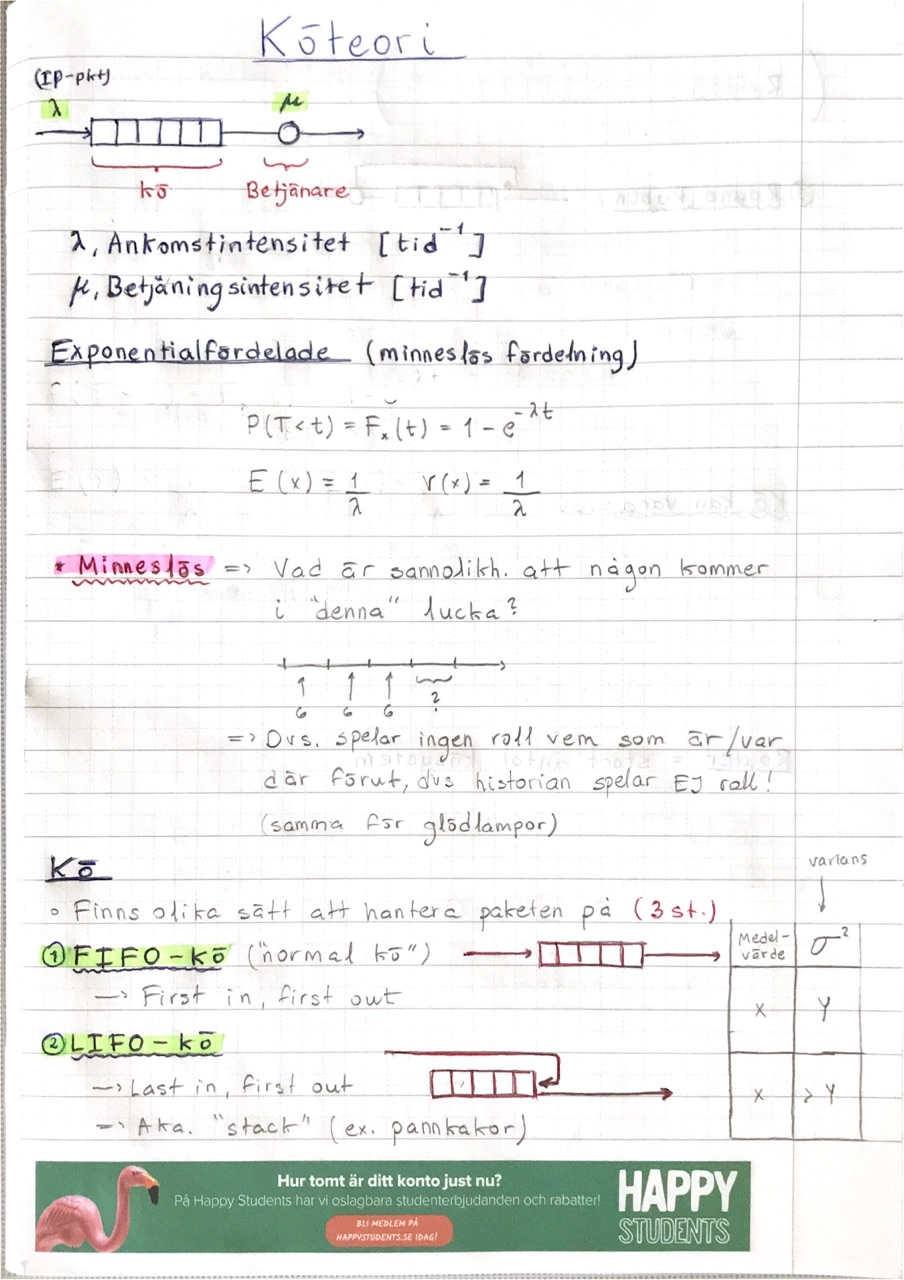 Köteori
(IP-pkt)
λ
μ
kö
Betjänare
λ, Ankomstintensitet [tid⁻¹]
μ, Betjäningsintensitet [tid⁻¹]
Exponentialfördelade (minneslös fördelning)
P(T<t) = Fₓ(t) = 1 - e^-λt
E(x) = 1/λ V(x) = 1/λ
* Minneslös => Vad är sannolikh. att någon kommer
i "denna" lucka?
?
6 6 6
=> Dvs. spelar ingen roll vem som är/var
där förut, dvs historian spelar EJ roll!
(samma för glödlampor)
Kö
varians
◦ Finns olika sätt att hantera paketen på (3 st.)
Medel-
värde
σ²
① FIFO-kö ("normal kö")
→ First in, first out
x
Y
② LIFO-kö
→ Last in, first out
x
> Y
→ Aka. "stack" (ex. pannkakor)
Hur tomt är ditt konto just nu?
På Happy Students har vi oslagbara studenterbjudanden och rabatter!
BLI MEDLEM PÅ
HAPPYSTUDENTS.SE IDAG!
HAPPY
STUDENTS